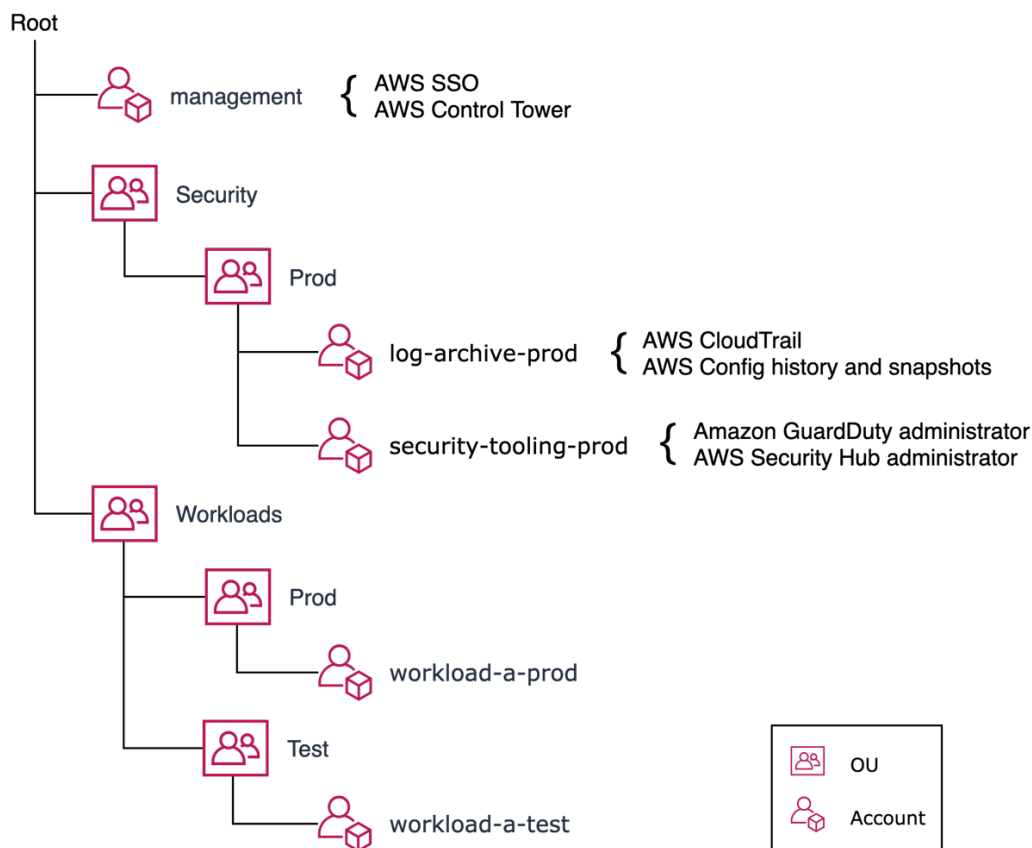 Root
management
{ AWS SSO
AWS Control Tower
Security
Prod
log-archive-prod
{ AWS CloudTrail
AWS Config history and snapshots
security-tooling-prod
{ Amazon GuardDuty administrator
AWS Security Hub administrator
Workloads
Prod
workload-a-prod
Test
workload-a-test
OU
Account